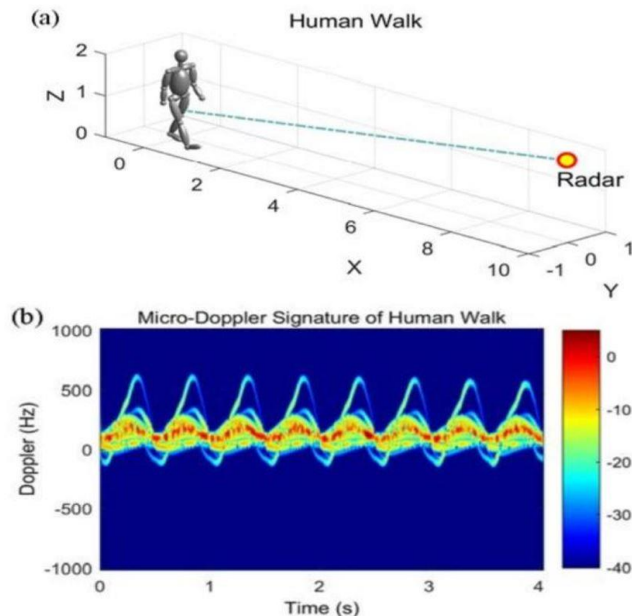 (a)
Human Walk
2
1
0
Z
0
2
4
6
8
10
X
-1
0
1
Y
Radar
(b)
Micro-Doppler Signature of Human Walk
1000
500
0
-500
-1000
Doppler (Hz)
0
1
2
3
4
Time (s)
0
-10
-20
-30
-40